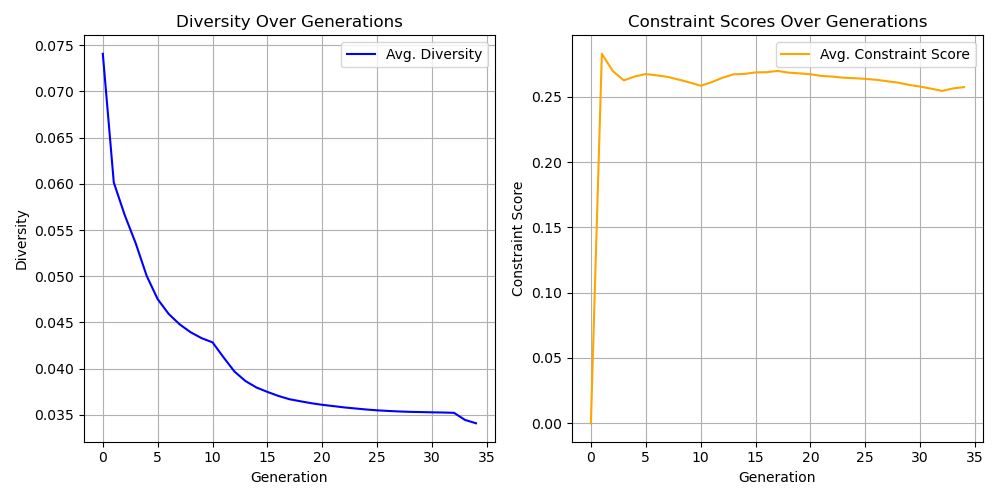 Diversity Over Generations
Avg. Diversity
Diversity
0.075
0.070
0.065
0.060
0.055
0.050
0.045
0.040
0.035
0 5 10 15 20 25 30 35
Generation
Constraint Scores Over Generations
Avg. Constraint Score
Constraint Score
0.25
0.20
0.15
0.10
0.05
0.00
0 5 10 15 20 25 30 35
Generation